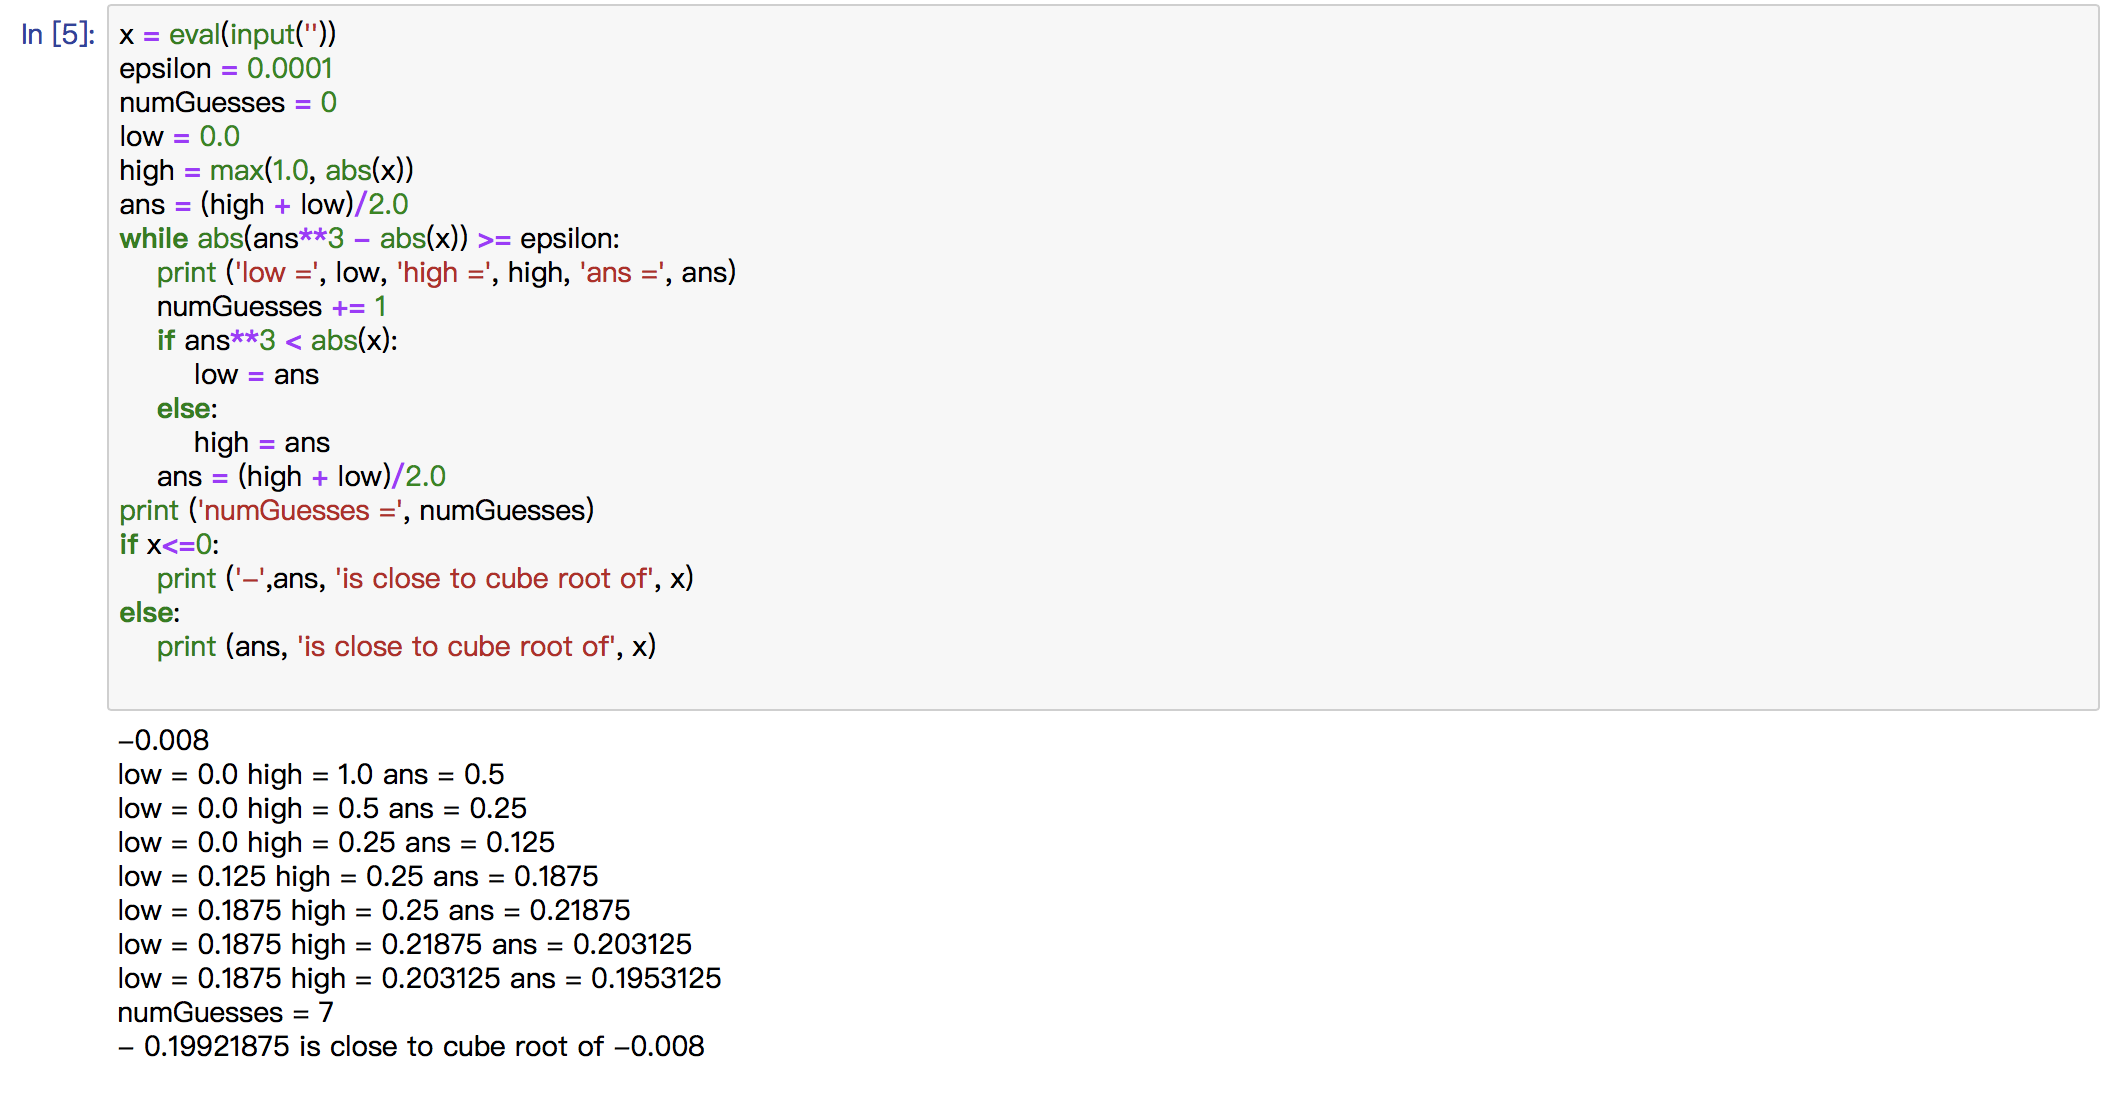 In [5]: x = eval(input(''))
epsilon = 0.0001
numGuesses = 0
low = 0.0
high = max(1.0, abs(x))
ans = (high + low)/2.0
while abs(ans**3 - abs(x)) >= epsilon:
    print ('low =', low, 'high =', high, 'ans =', ans)
    numGuesses += 1
    if ans**3 < abs(x):
        low = ans
    else:
        high = ans
    ans = (high + low)/2.0
print ('numGuesses =', numGuesses)
if x<=0:
    print ('-',ans, 'is close to cube root of', x)
else:
    print (ans, 'is close to cube root of', x)
-0.008
low = 0.0 high = 1.0 ans = 0.5
low = 0.0 high = 0.5 ans = 0.25
low = 0.0 high = 0.25 ans = 0.125
low = 0.125 high = 0.25 ans = 0.1875
low = 0.1875 high = 0.25 ans = 0.21875
low = 0.1875 high = 0.21875 ans = 0.203125
low = 0.1875 high = 0.203125 ans = 0.1953125
numGuesses = 7
- 0.19921875 is close to cube root of -0.008